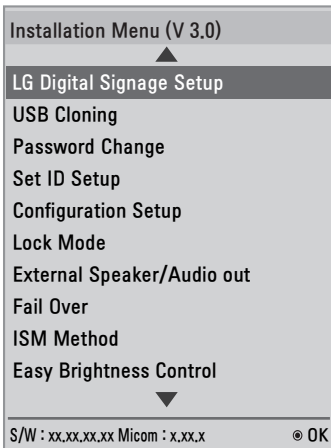 Installation Menu (V 3.0)
LG Digital Signage Setup
USB Cloning
Password Change
Set ID Setup
Configuration Setup
Lock Mode
External Speaker/Audio out
Fail Over
ISM Method
Easy Brightness Control
S/W : xx.xx.xx.xx Micom : x.xx.x ◉ OK